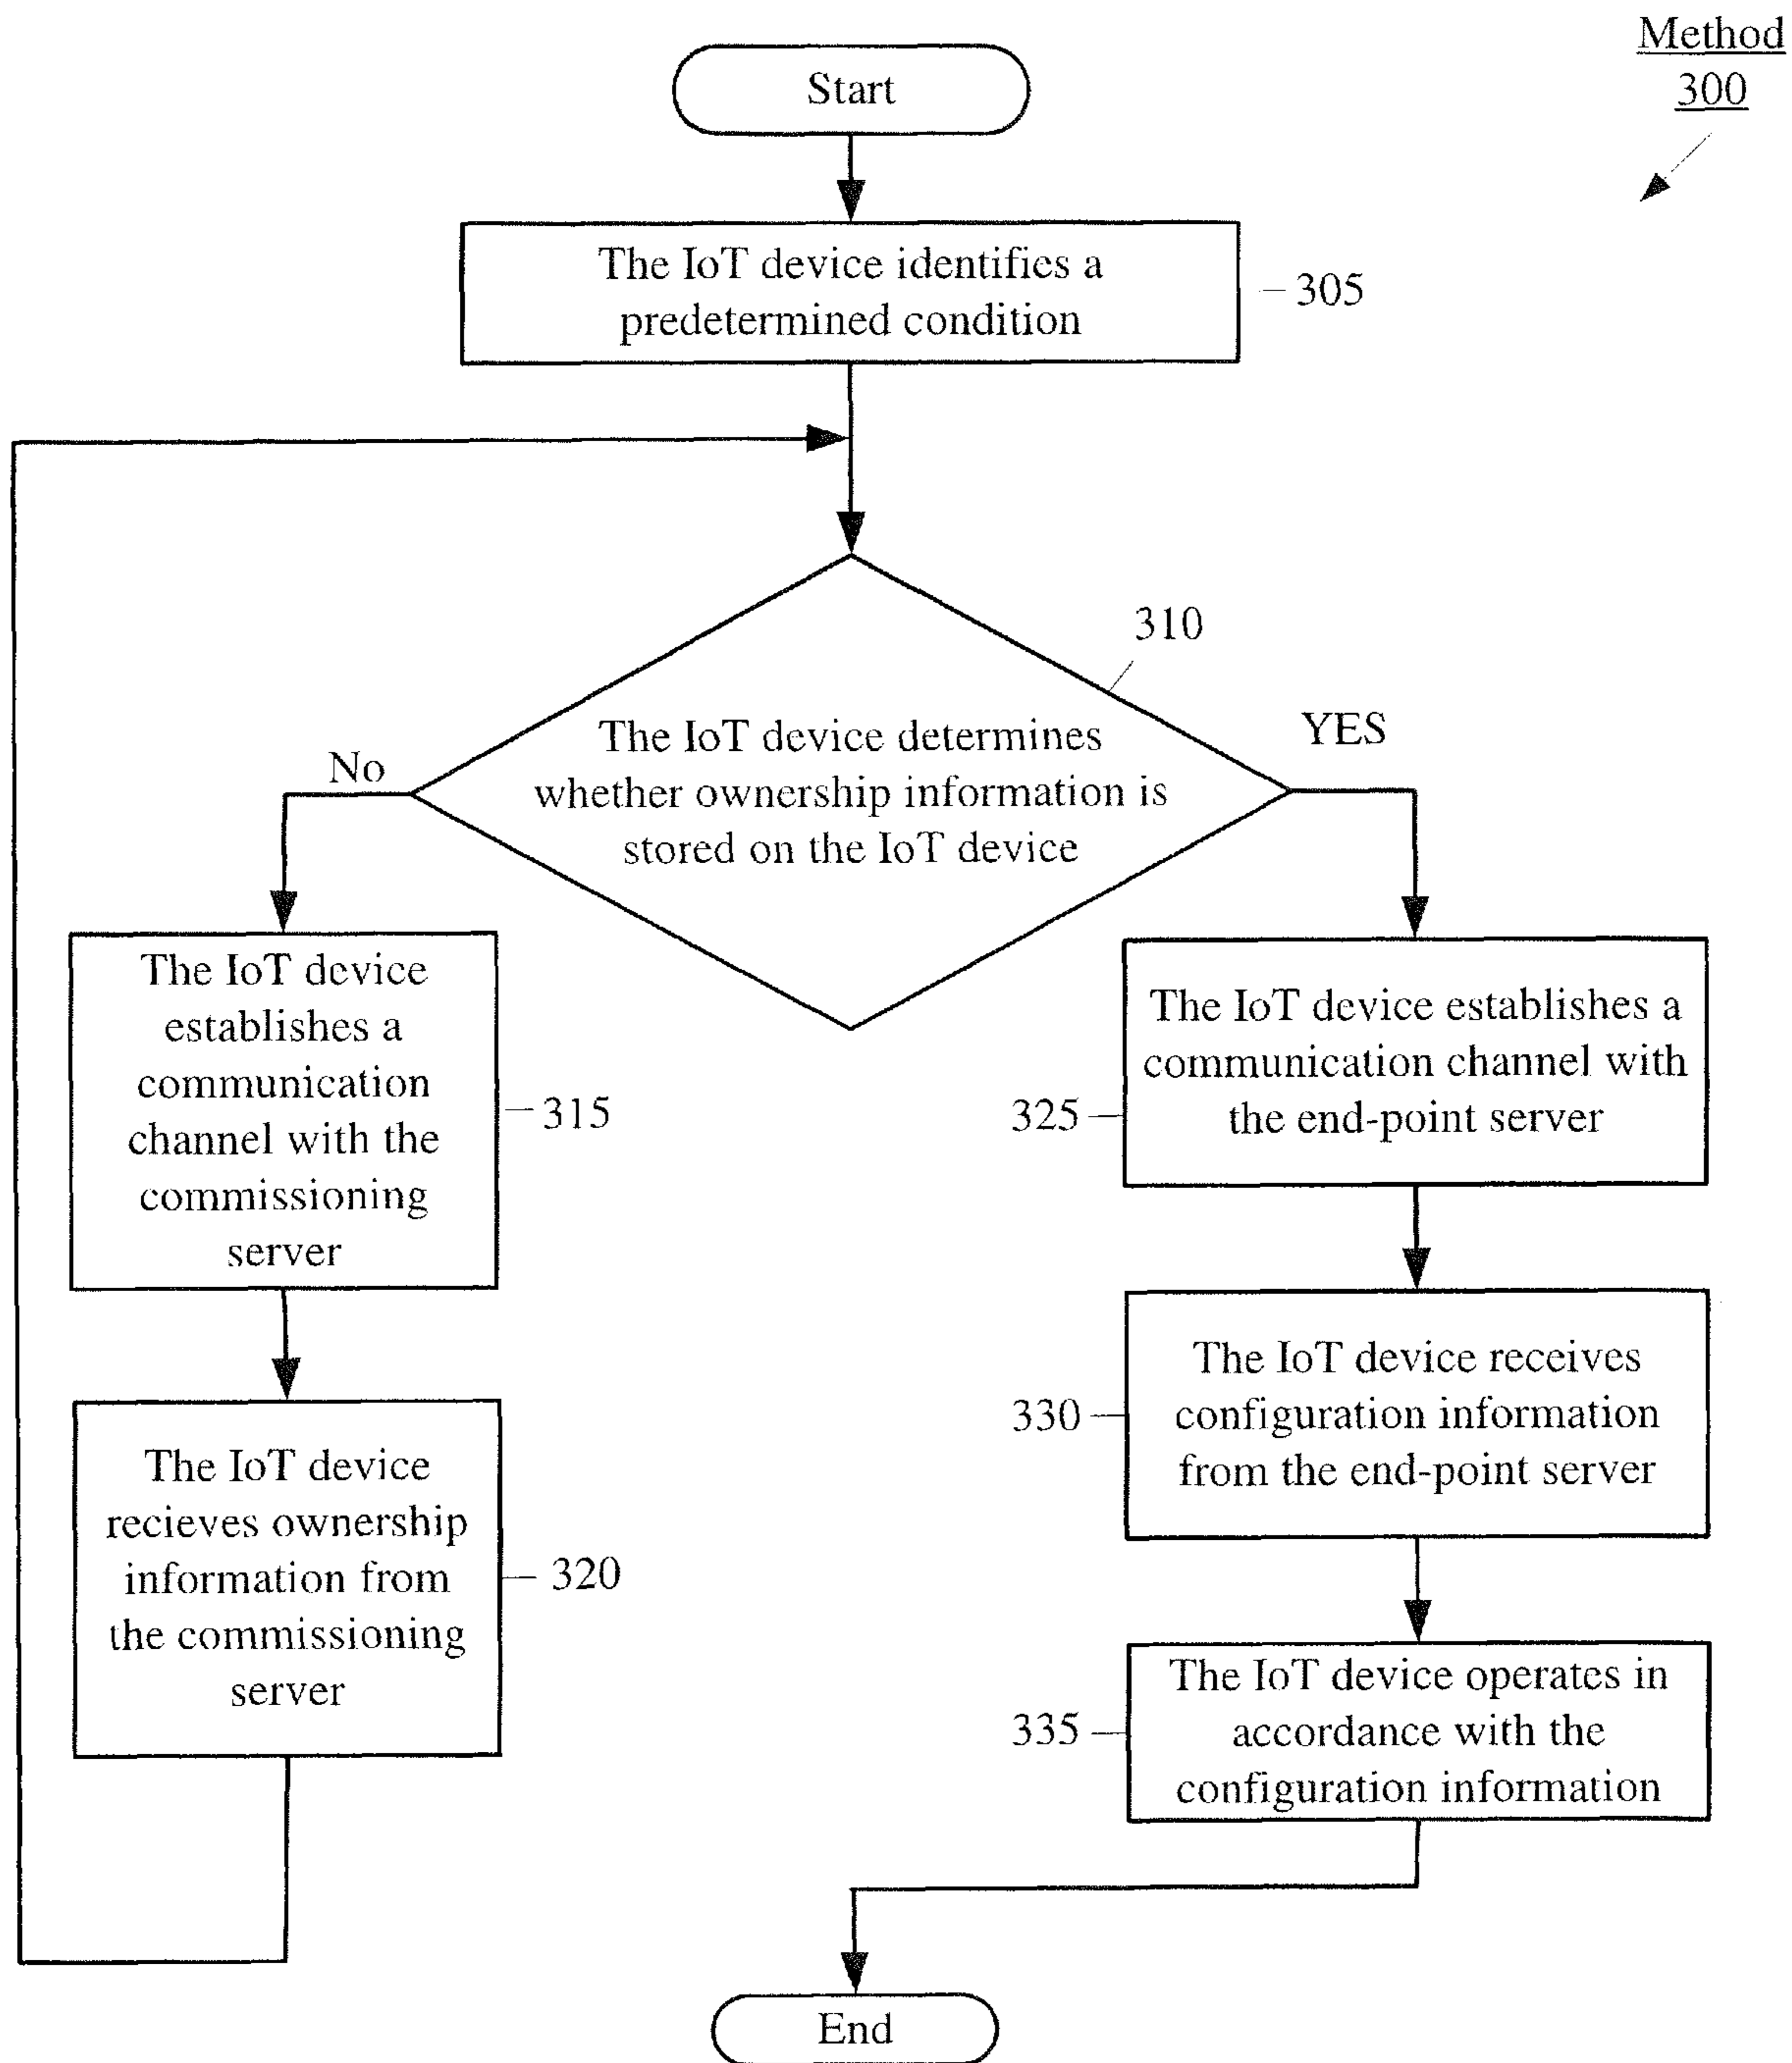 Method
300
Start
The IoT device identifies a
predetermined condition
305
310
The IoT device determines
whether ownership information is
stored on the IoT device
No
YES
The IoT device
establishes a
communication
channel with the
commissioning
server
315
The IoT device establishes a
communication channel with
the end-point server
325
The IoT device receives
configuration information
from the end-point server
330
The IoT device
recieves ownership
information from
the commissioning
server
320
The IoT device operates in
accordance with the
configuration information
335
End